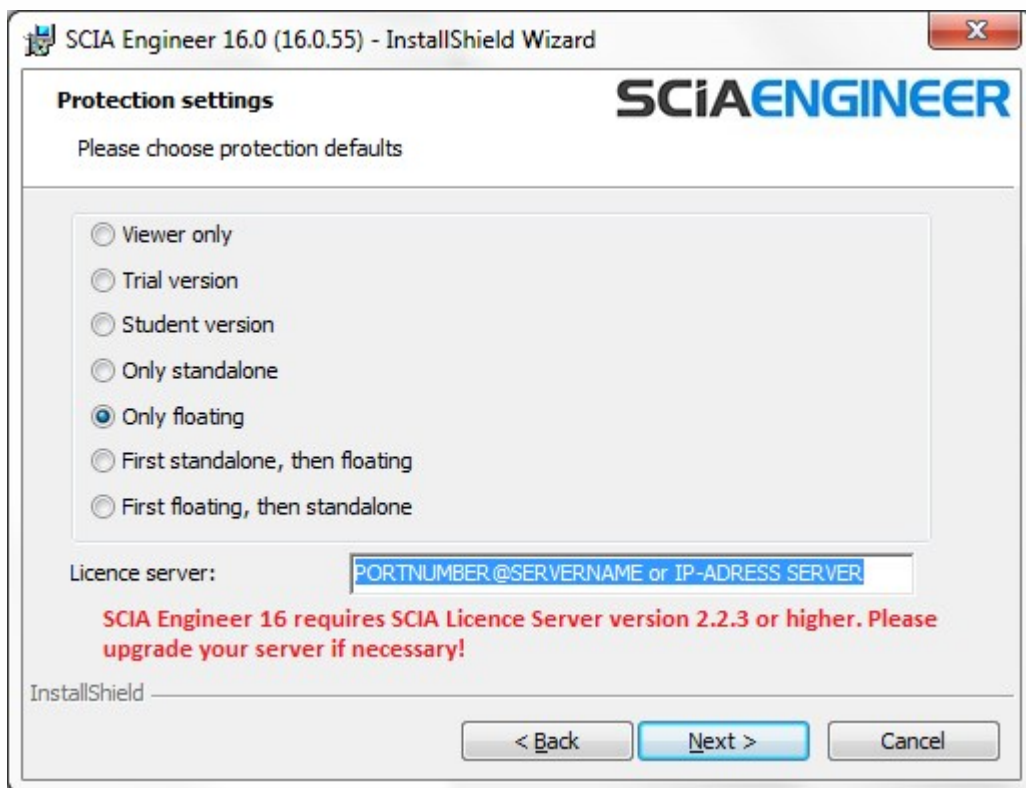 SCIA Engineer 16.0 (16.0.55) - InstallShield Wizard
Protection settings
SCiAENGINEER
Please choose protection defaults
Viewer only
Trial version
Student version
Only standalone
Only floating
First standalone, then floating
First floating, then standalone
Licence server:
PORTNUMBER@SERVERNAME or IP-ADRESS SERVER
SCIA Engineer 16 requires SCIA Licence Server version 2.2.3 or higher. Please
upgrade your server if necessary!
InstallShield
< Back
Next >
Cancel